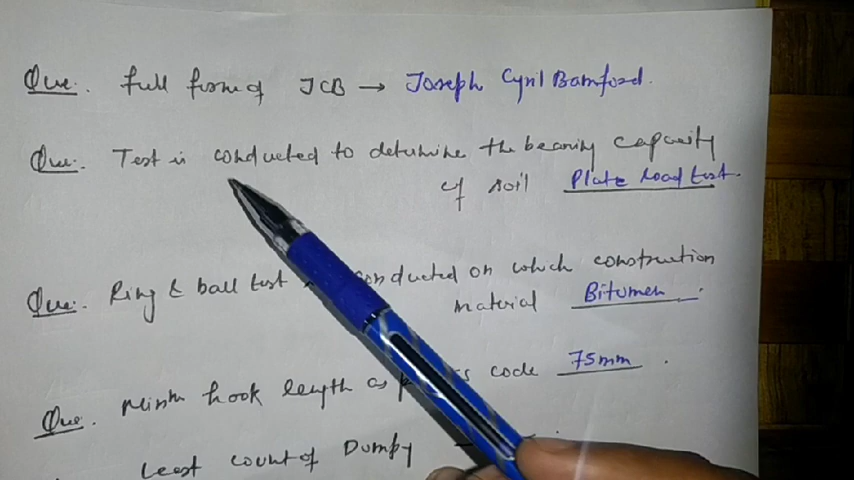 Que. Full form of JCB → Joseph Cyril Bamford.
Que. Test is conducted to determine the bearing capacity
of soil Plate load test.
Que. Ring & ball test conducted on which construction
material Bitumen.
Que. Minm hook length as code 75mm.
Least count of Dumpy